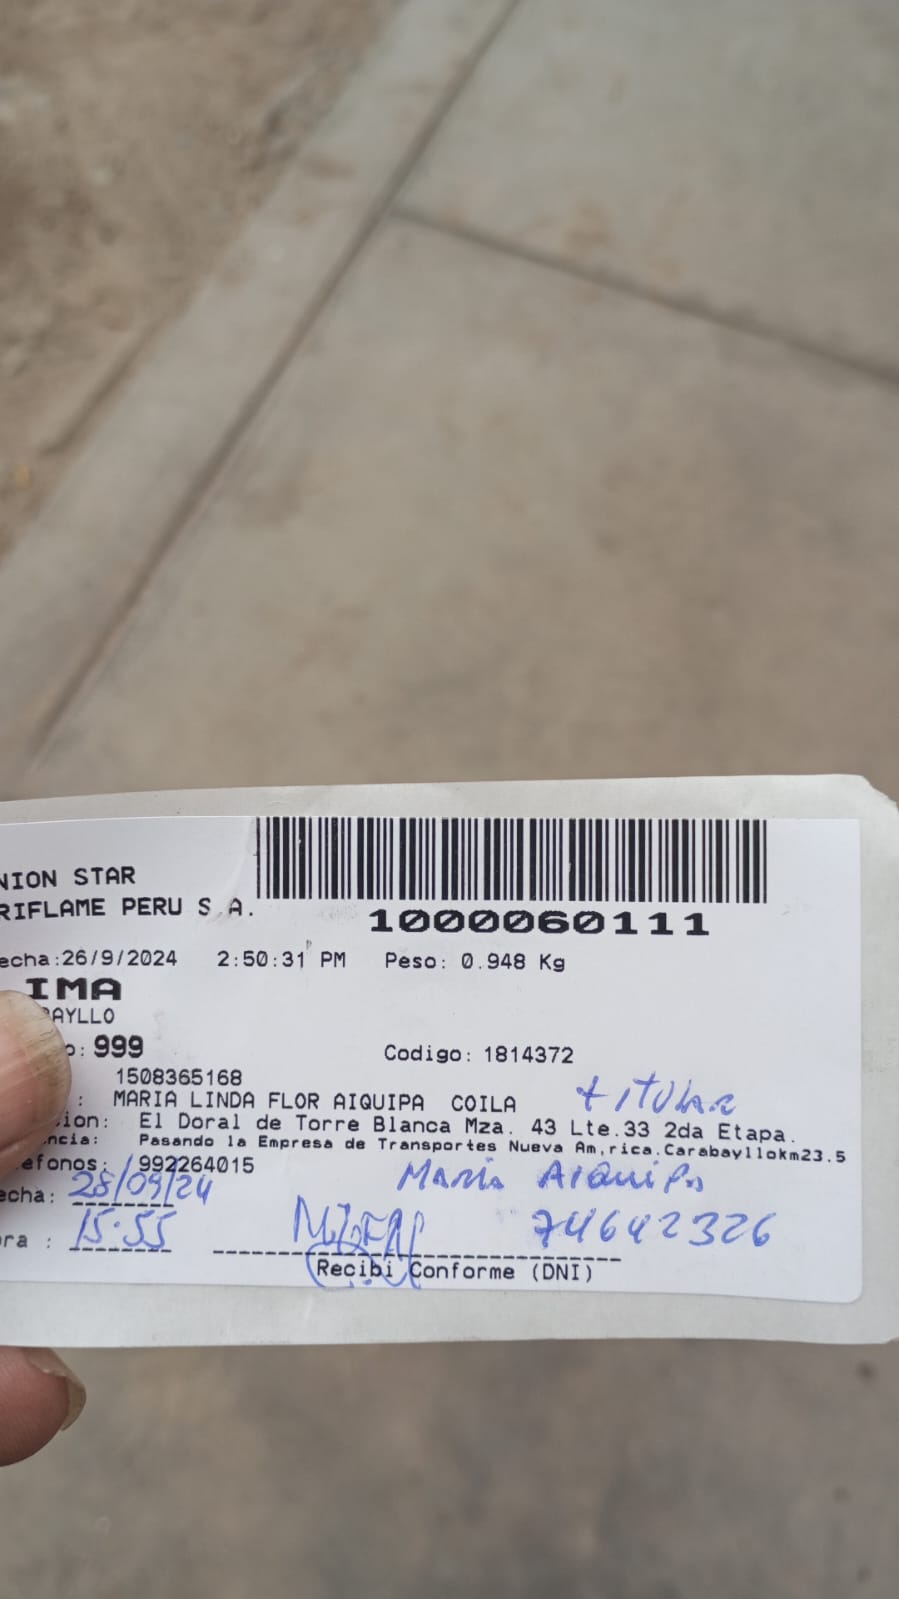 NION STAR
RIFLAME PERU S.A.
1000060111
echa:26/9/2024 2:50:31 PM Peso: 0.948 Kg
IMA
AYLLO
o: 999 Codigo: 1814372
1508365168
: MARIA LINDA FLOR AIQUIPA COILA titular
ion: El Doral de Torre Blanca Mza. 43 Lte.33 2da Etapa.
ncia: Pasando la Empresa de Transportes Nueva Am,rica.Carabayllokm23.5
efonos: 992264015
echa: 28/09/24 Maria Aiquipa
ora : 15:55 74642326
Recibi Conforme (DNI)